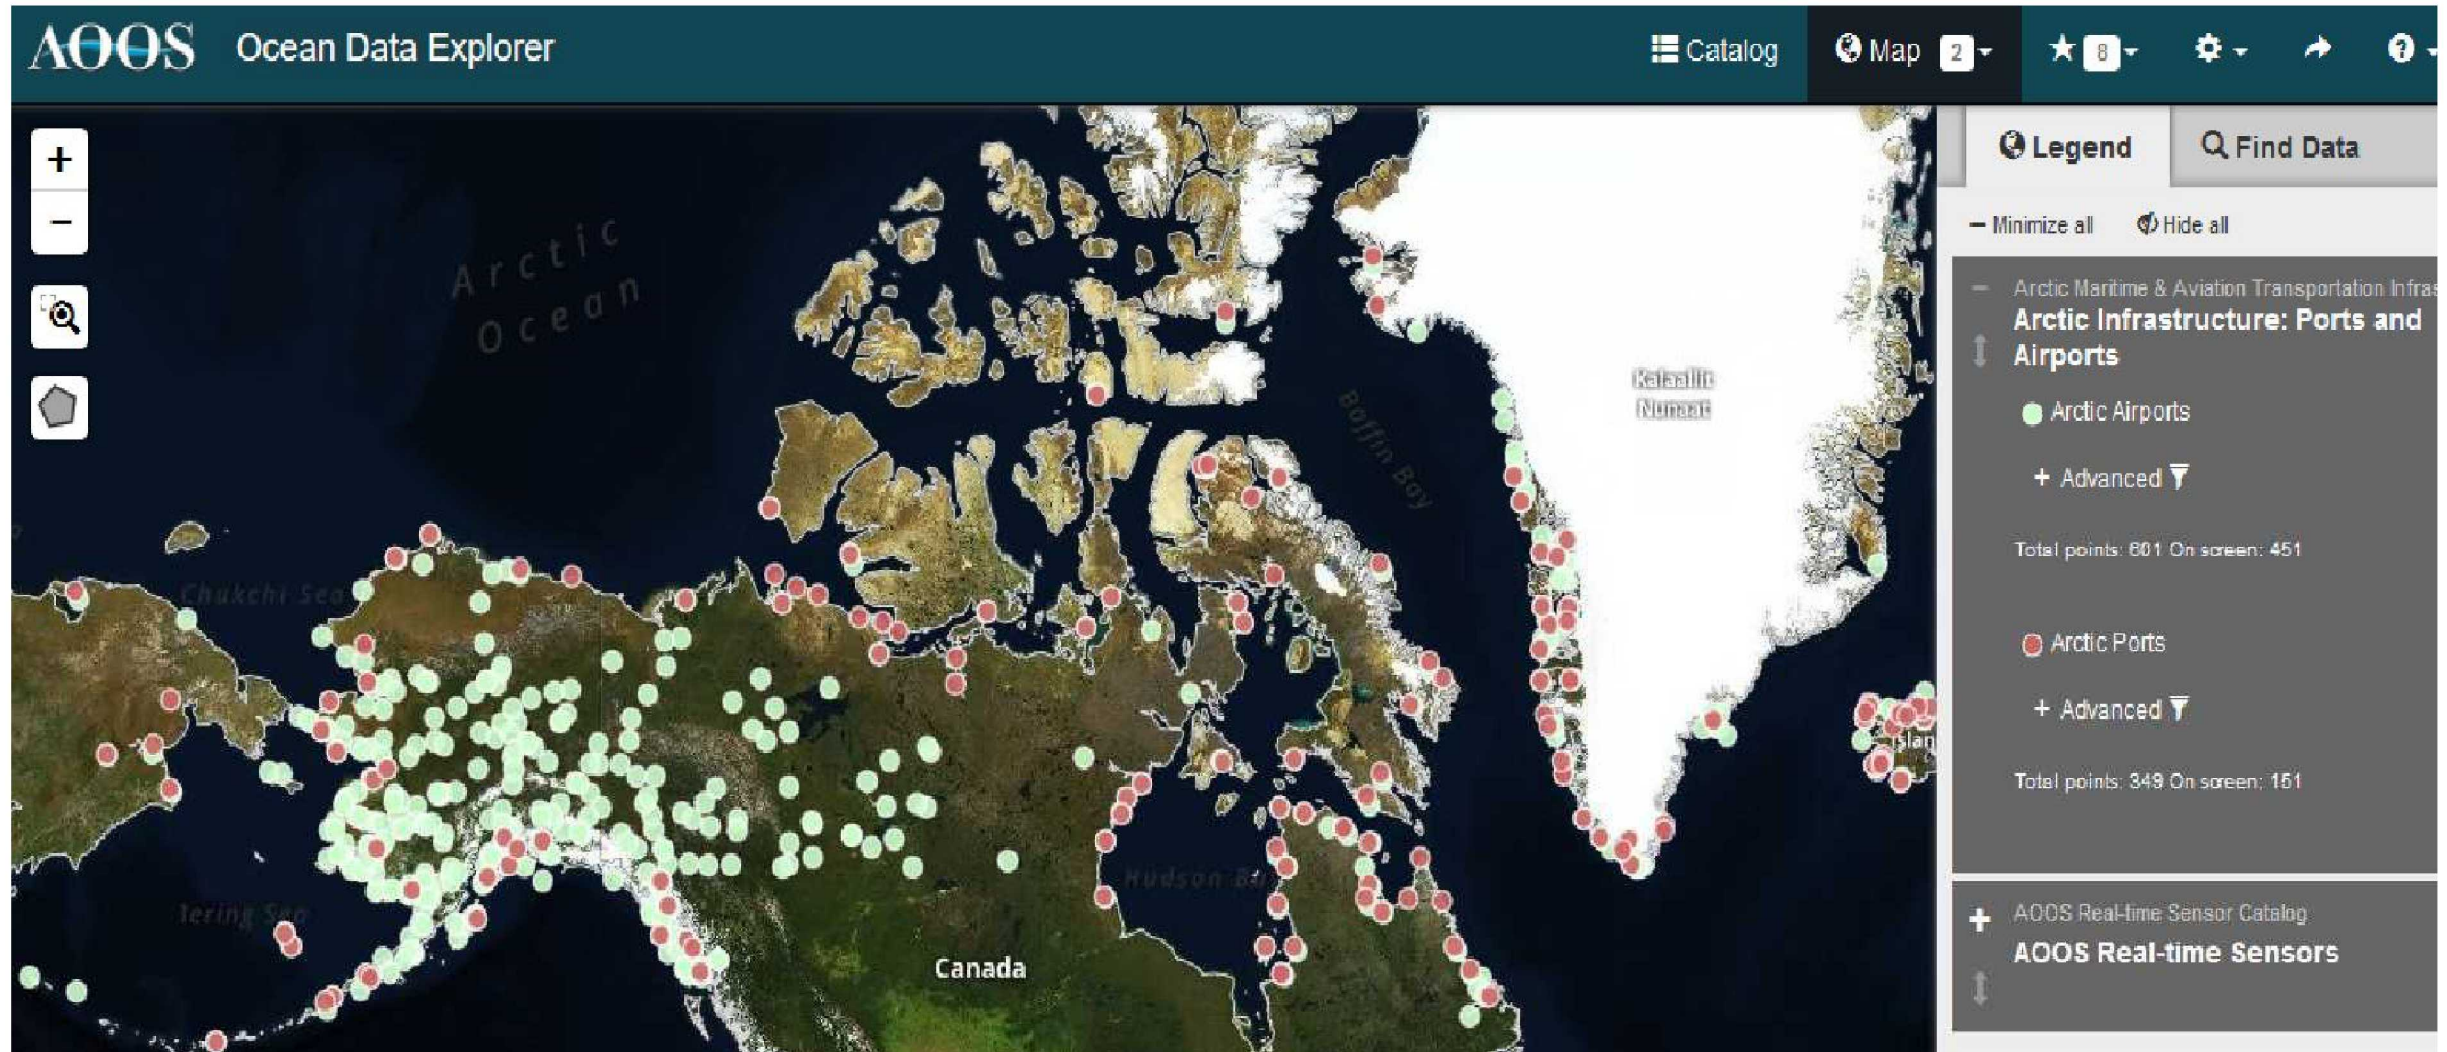 AOOS Ocean Data Explorer
Catalog
Map 2
8
Legend
Find Data
Minimize all
Hide all
Arctic Maritime & Aviation Transportation Infras
Arctic Infrastructure: Ports and
Airports
Arctic Airports
+ Advanced
Total points: 601 On screen: 451
Arctic Ports
+ Advanced
Total points: 349 On screen: 151
AOOS Real-time Sensor Catalog
AOOS Real-time Sensors
Arctic
Ocean
Kalaallit
Nunaat
Baffin Bay
Chukchi Sea
Islan
Hudson Ba
Bering Sea
Canada